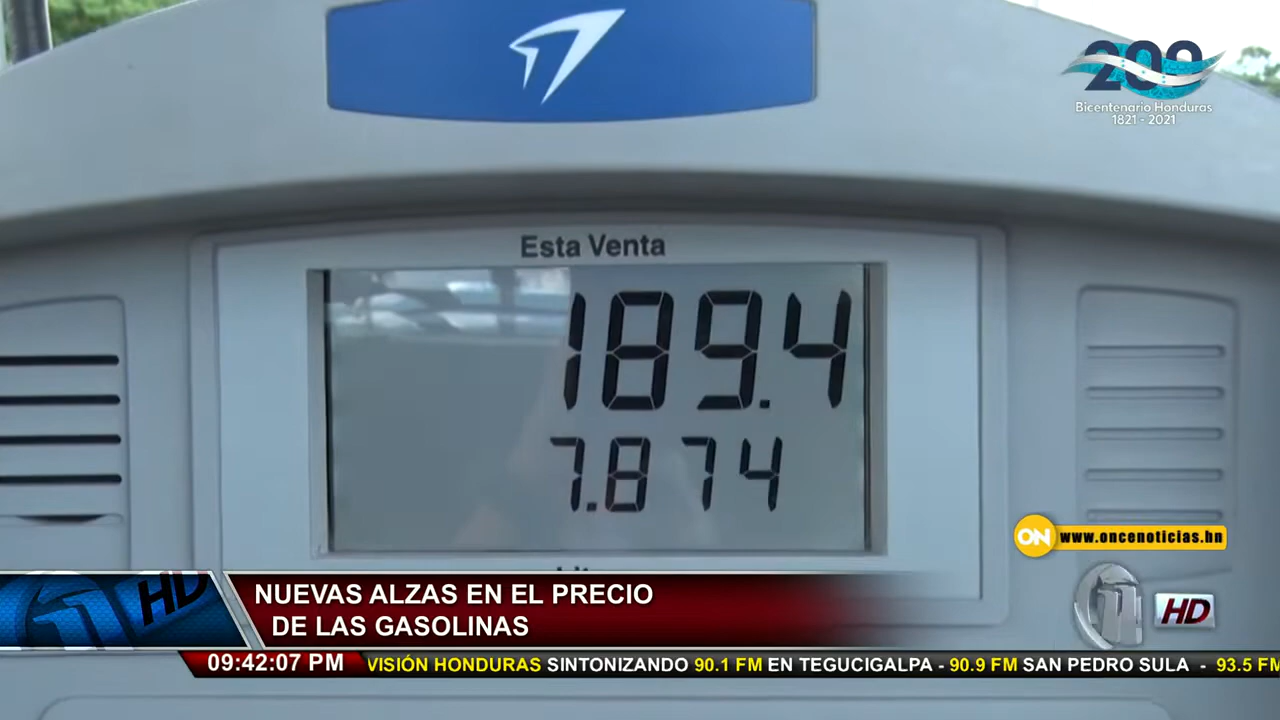 200
Bicentenario Honduras
1821 - 2021
Esta Venta
189.4
7.874
ON www.oncenoticias.hn
HD
NUEVAS ALZAS EN EL PRECIO
DE LAS GASOLINAS
HD
09:42:07 PM VISIÓN HONDURAS SINTONIZANDO 90.1 FM EN TEGUCIGALPA - 90.9 FM SAN PEDRO SULA - 93.5 FM